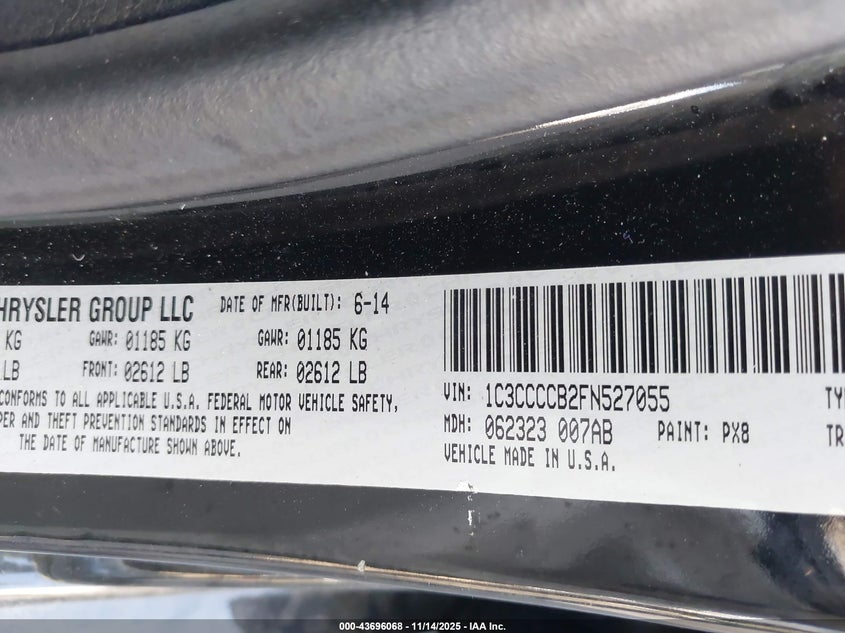 HRYSLER GROUP LLC DATE OF MFR(BUILT): 6-14
KG GAWR: 01185 KG GAWR: 01185 KG
LB FRONT: 02612 LB REAR: 02612 LB
CONFORMS TO ALL APPLICABLE U.S.A. FEDERAL MOTOR VEHICLE SAFETY,
PER AND THEFT PREVENTION STANDARDS IN EFFECT ON
THE DATE OF MANUFACTURE SHOWN ABOVE.
VIN: 1C3CCCCB2FN527055 TY
MDH: 062323 007AB PAINT: PX8 TR
VEHICLE MADE IN U.S.A.
000-43696068 - 11/14/2025 - IAA Inc.